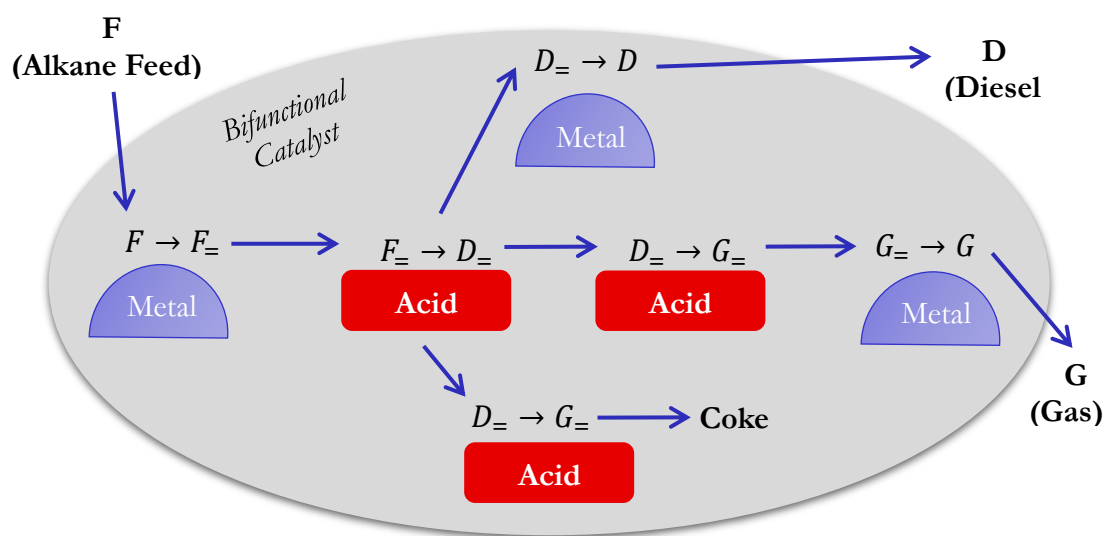 F
(Alkane Feed)
D
(Diesel
Bifunctional
Catalyst
D₌ → D
Metal
F → F₌
Metal
F₌ → D₌
Acid
D₌ → G₌
Acid
G₌ → G
Metal
G
(Gas)
D₌ → G₌
Coke
Acid